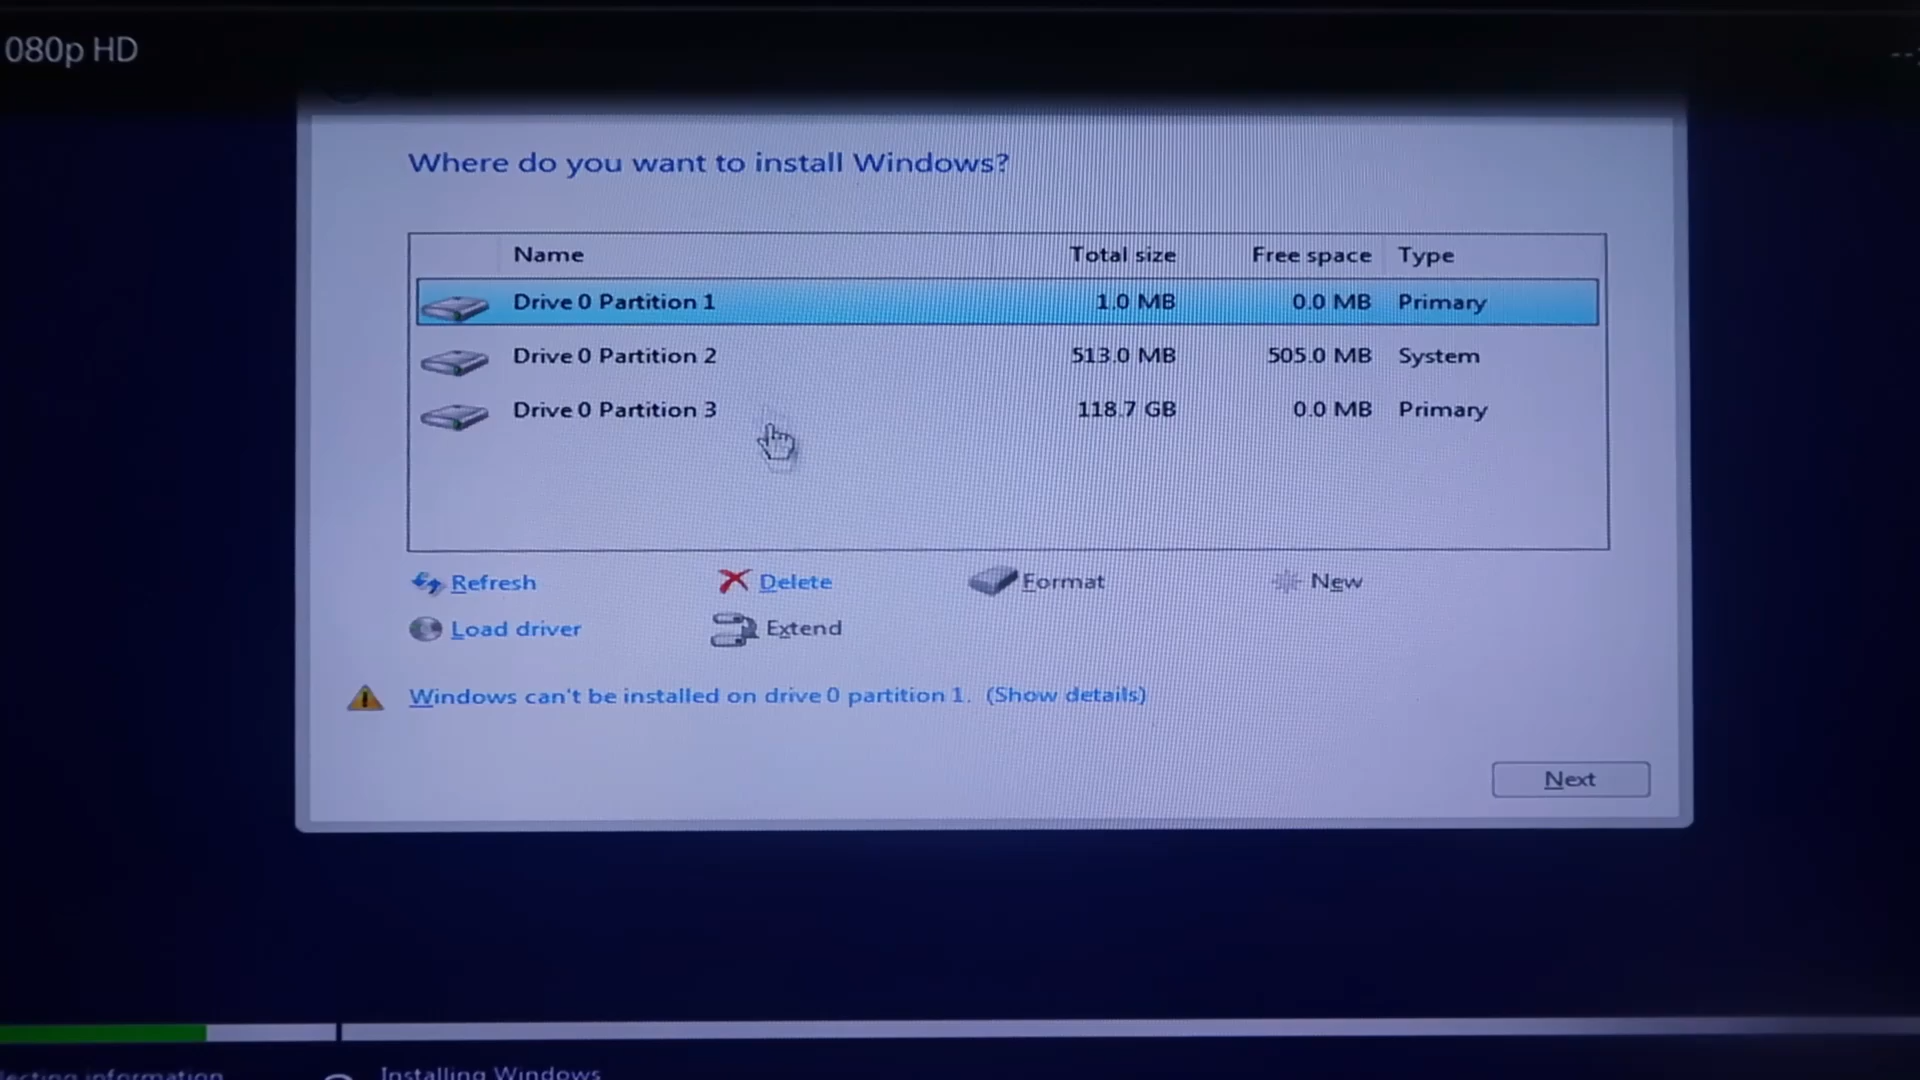 080p HD
Where do you want to install Windows?
Name Total size Free space Type
Drive 0 Partition 1 1.0 MB 0.0 MB Primary
Drive 0 Partition 2 513.0 MB 505.0 MB System
Drive 0 Partition 3 118.7 GB 0.0 MB Primary
Refresh Delete Format New
Load driver Extend
Windows can't be installed on drive 0 partition 1. (Show details)
Next
lecting information Installing Windows